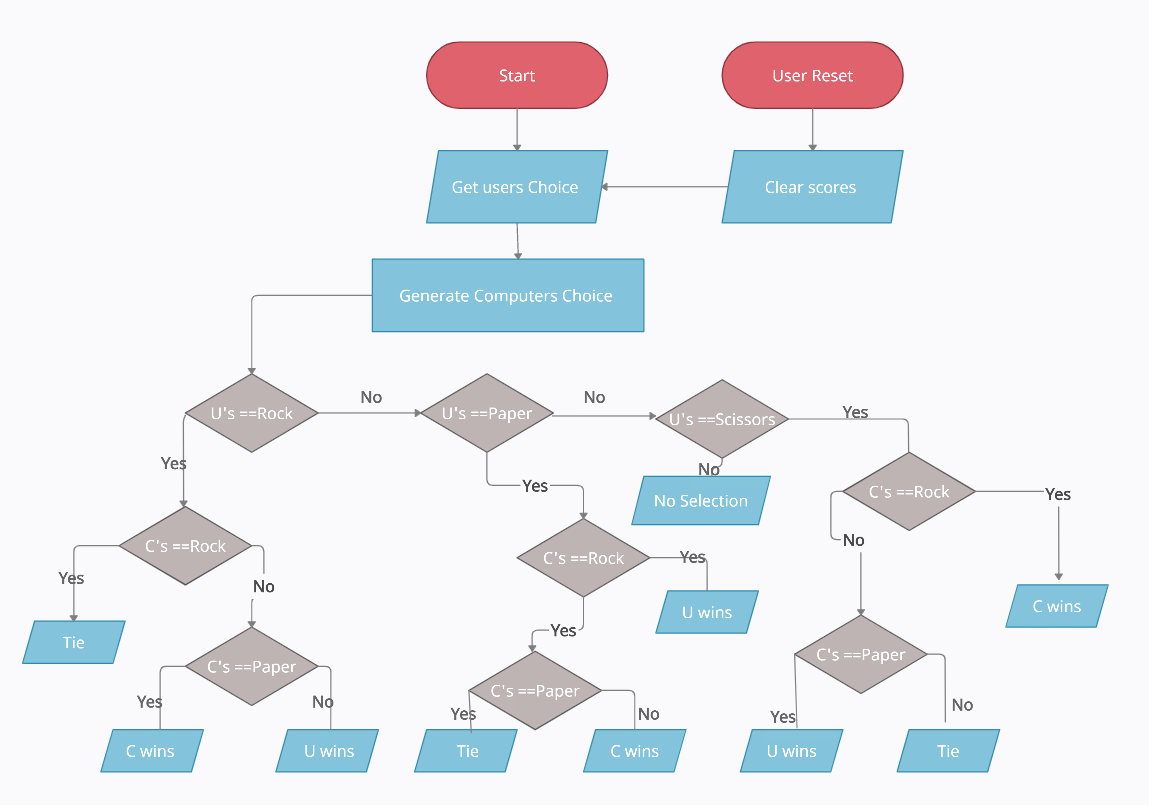 Start
User Reset
Get users Choice
Clear scores
Generate Computers Choice
U's ==Rock
No
U's ==Paper
No
U's ==Scissors
Yes
Yes
No
No Selection
Yes
C's ==Rock
Yes
C's ==Rock
Yes
No
C's ==Rock
Yes
No
Yes
Tie
C's ==Paper
U wins
Yes
C's ==Paper
C wins
C's ==Paper
Yes
No
Yes
No
Yes
No
C wins
U wins
Tie
C wins
U wins
Tie